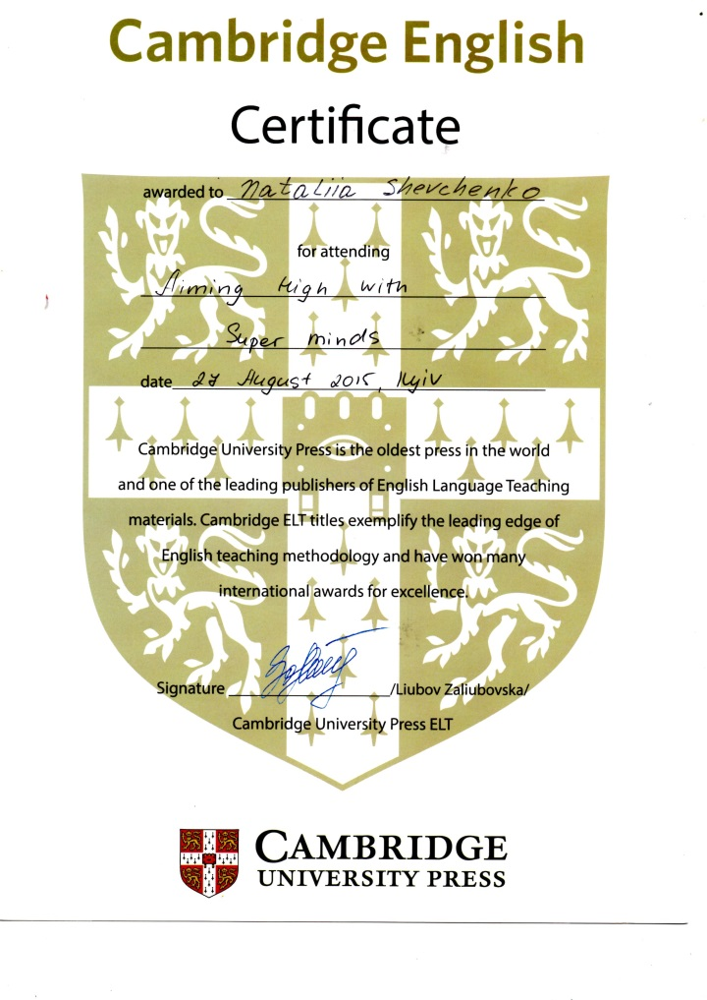 Cambridge English
Certificate
awarded to Nataliia Shevchenko
for attending
Aiming High with
Super minds
date 27 August 2015, Kyiv
Cambridge University Press is the oldest press in the world
and one of the leading publishers of English Language Teaching
materials. Cambridge ELT titles exemplify the leading edge of
English teaching methodology and have won many
international awards for excellence.
Signature /Liubov Zaliubovska/
Cambridge University Press ELT
CAMBRIDGE
UNIVERSITY PRESS